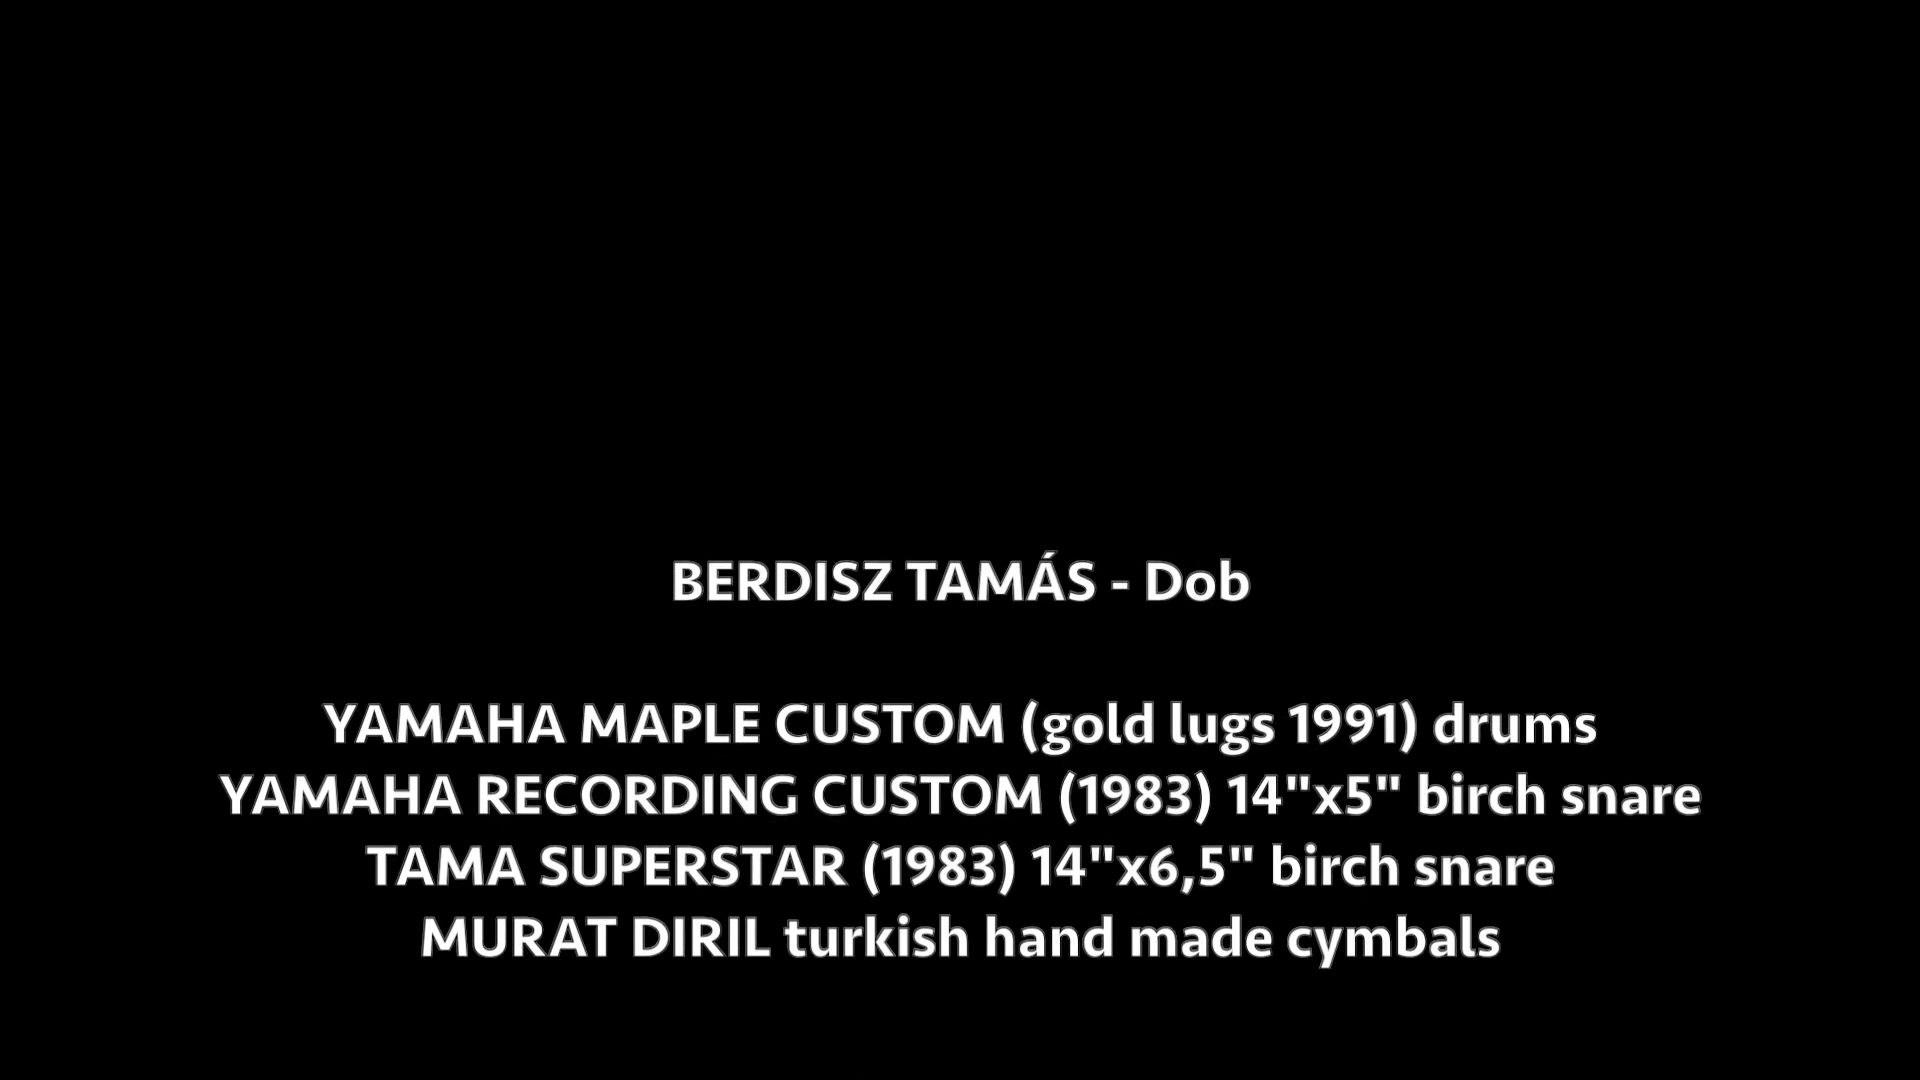 BERDISZ TAMÁS - Dob
YAMAHA MAPLE CUSTOM (gold lugs 1991) drums
YAMAHA RECORDING CUSTOM (1983) 14"x5" birch snare
TAMA SUPERSTAR (1983) 14"x6,5" birch snare
MURAT DIRIL turkish hand made cymbals